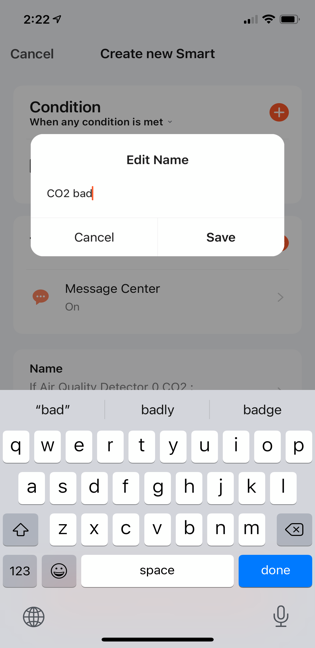 2:22
Cancel Create new Smart
Condition
When any condition is met
Edit Name
CO2 bad
Cancel Save
Message Center
On
Name
If Air Quality Detector 0 CO2 :
"bad" badly badge
q w e r t y u i o p
a s d f g h j k l
z x c v b n m
123 space done